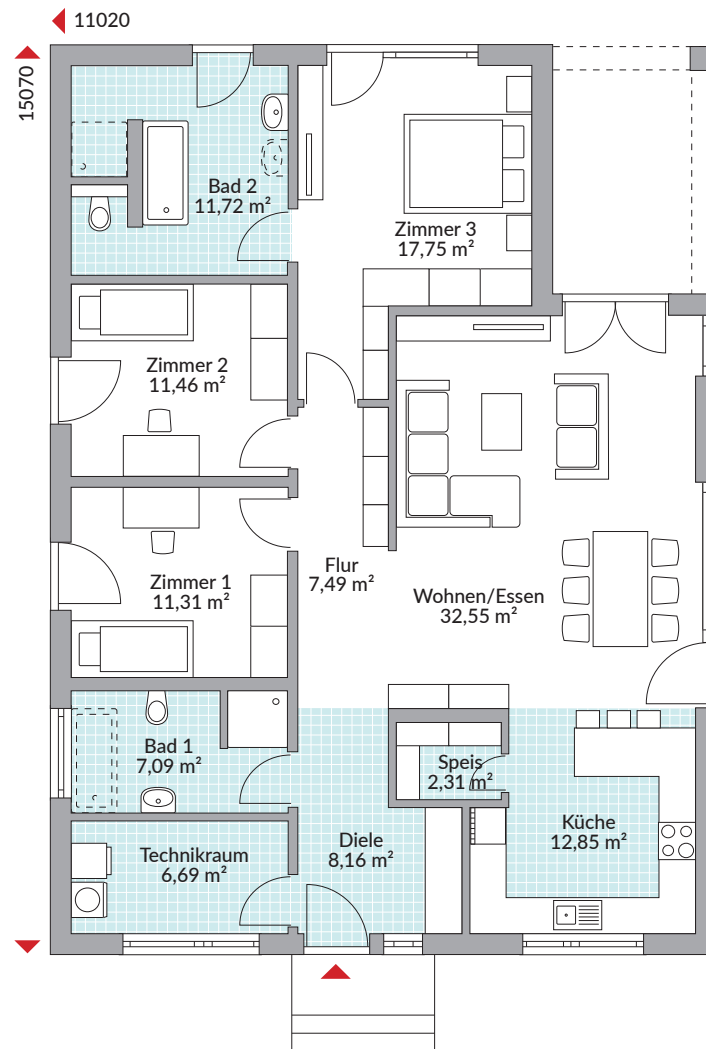 11020
15070
Bad 2
11,72 m²
Zimmer 3
17,75 m²
Zimmer 2
11,46 m²
Zimmer 1
11,31 m²
Flur
7,49 m²
Wohnen/Essen
32,55 m²
Bad 1
7,09 m²
Speis
2,31 m²
Technikraum
6,69 m²
Diele
8,16 m²
Küche
12,85 m²